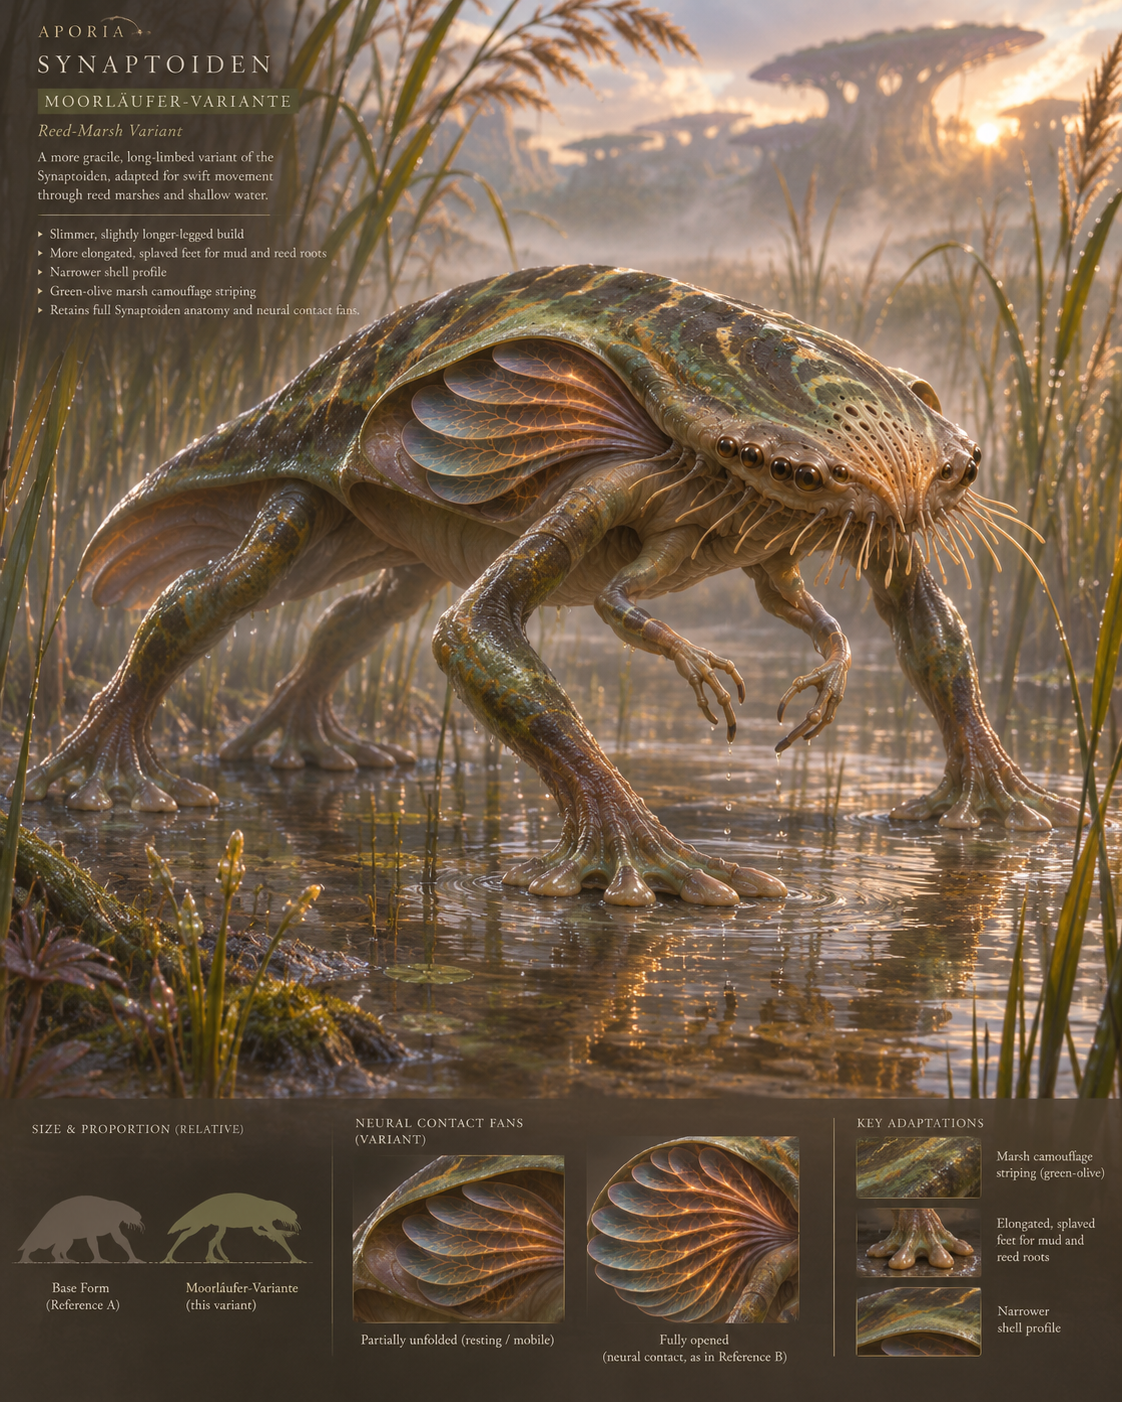 APORIA
SYNAPTOIDEN
MOORLÄUFER-VARIANTE
Reed-Marsh Variant
A more gracile, long-limbed variant of the
Synaptoiden, adapted for swift movement
through reed marshes and shallow water.
▸ Slimmer, slightly longer-legged build
▸ More elongated, splaved feet for mud and reed roots
▸ Narrower shell profile
▸ Green-olive marsh camouffage striping
▸ Retains full Synaptoiden anatomy and neural contact fans.
SIZE & PROPORTION (RELATIVE)
Base Form
(Reference A)
Moorläufer-Variante
(this variant)
NEURAL CONTACT FANS
(VARIANT)
Partially unfolded (resting / mobile)
Fully opened
(neural contact, as in Reference B)
KEY ADAPTATIONS
Marsh camouffage
striping (green-olive)
Elongated, splaved
feet for mud and
reed roots
Narrower
shell profile